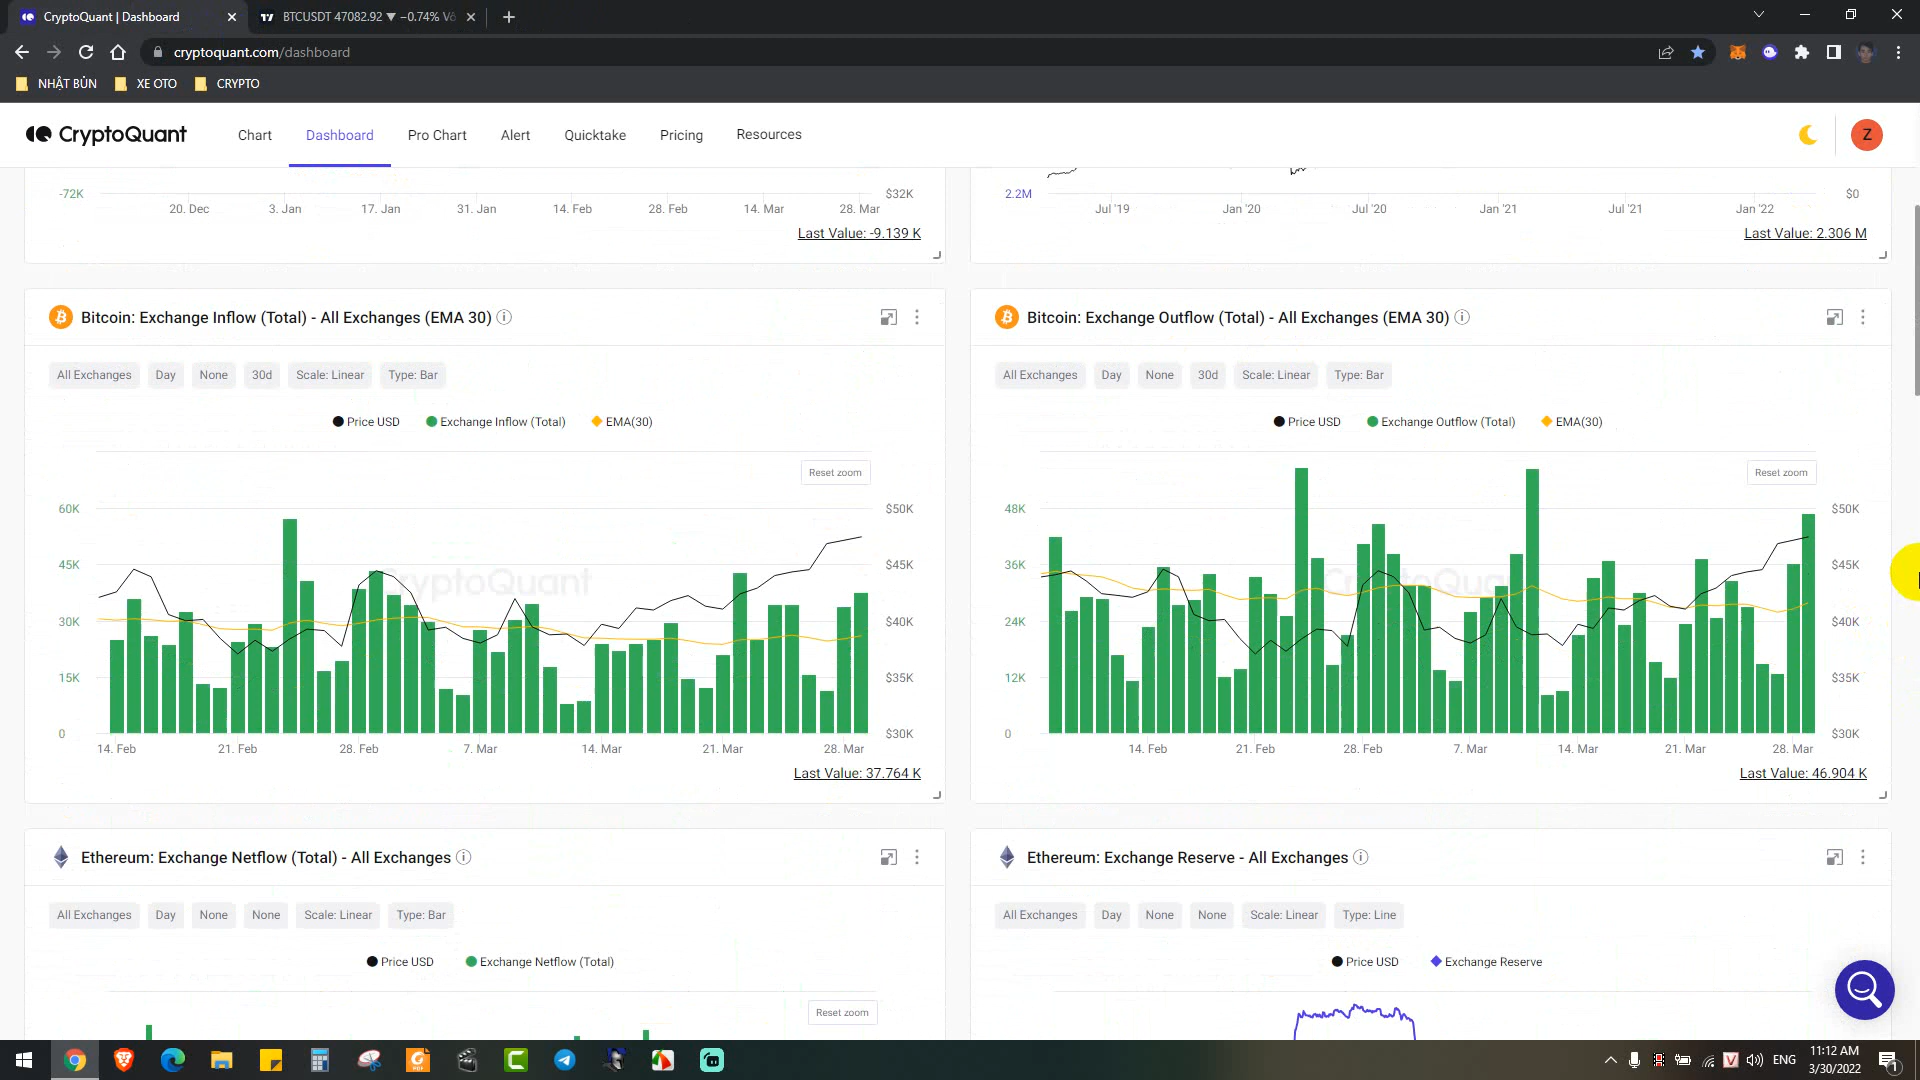 CryptoQuant | Dashboard
BTCUSDT 47082.92 ▼ −0.74% Vô
cryptoquant.com/dashboard
NHẬT BỦN XE OTO CRYPTO
CryptoQuant Chart Dashboard Pro Chart Alert Quicktake Pricing Resources Z
-72K $32K
20. Dec 3. Jan 17. Jan 31. Jan 14. Feb 28. Feb 14. Mar 28. Mar
Last Value: -9.139 K
2.2M $0
Jul '19 Jan '20 Jul '20 Jan '21 Jul '21 Jan '22
Last Value: 2.306 M
Bitcoin: Exchange Inflow (Total) - All Exchanges (EMA 30)
All Exchanges Day None 30d Scale: Linear Type: Bar
Price USD Exchange Inflow (Total) EMA(30)
Reset zoom
60K $50K
45K $45K
CryptoQuant
30K $40K
15K $35K
0 $30K
14. Feb 21. Feb 28. Feb 7. Mar 14. Mar 21. Mar 28. Mar
Last Value: 37.764 K
Bitcoin: Exchange Outflow (Total) - All Exchanges (EMA 30)
All Exchanges Day None 30d Scale: Linear Type: Bar
Price USD Exchange Outflow (Total) EMA(30)
Reset zoom
48K $50K
36K $45K
CryptoQuant
24K $40K
12K $35K
0 $30K
14. Feb 21. Feb 28. Feb 7. Mar 14. Mar 21. Mar 28. Mar
Last Value: 46.904 K
Ethereum: Exchange Netflow (Total) - All Exchanges
All Exchanges Day None None Scale: Linear Type: Bar
Price USD Exchange Netflow (Total)
Reset zoom
Ethereum: Exchange Reserve - All Exchanges
All Exchanges Day None None Scale: Linear Type: Line
Price USD Exchange Reserve
ENG
11:12 AM
3/30/2022
1